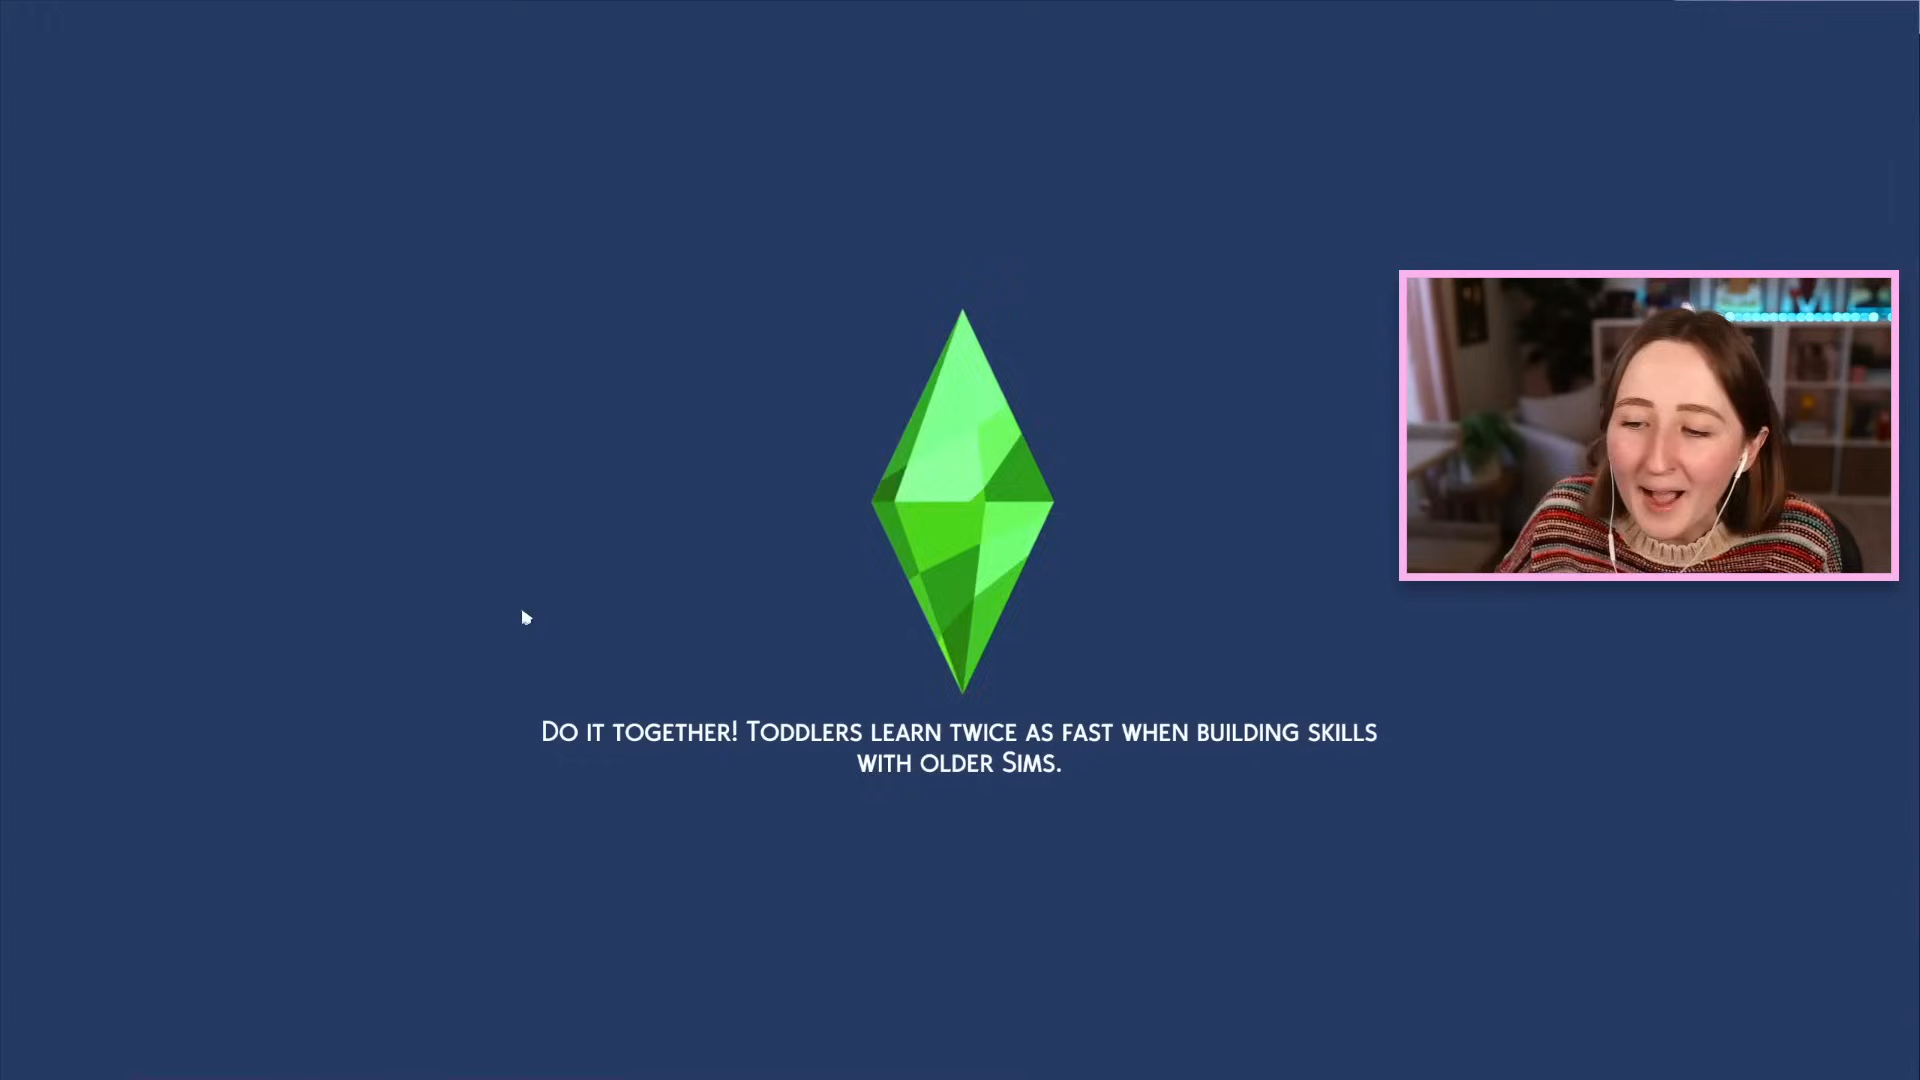 Do it together! Toddlers learn twice as fast when building skills
with older Sims.